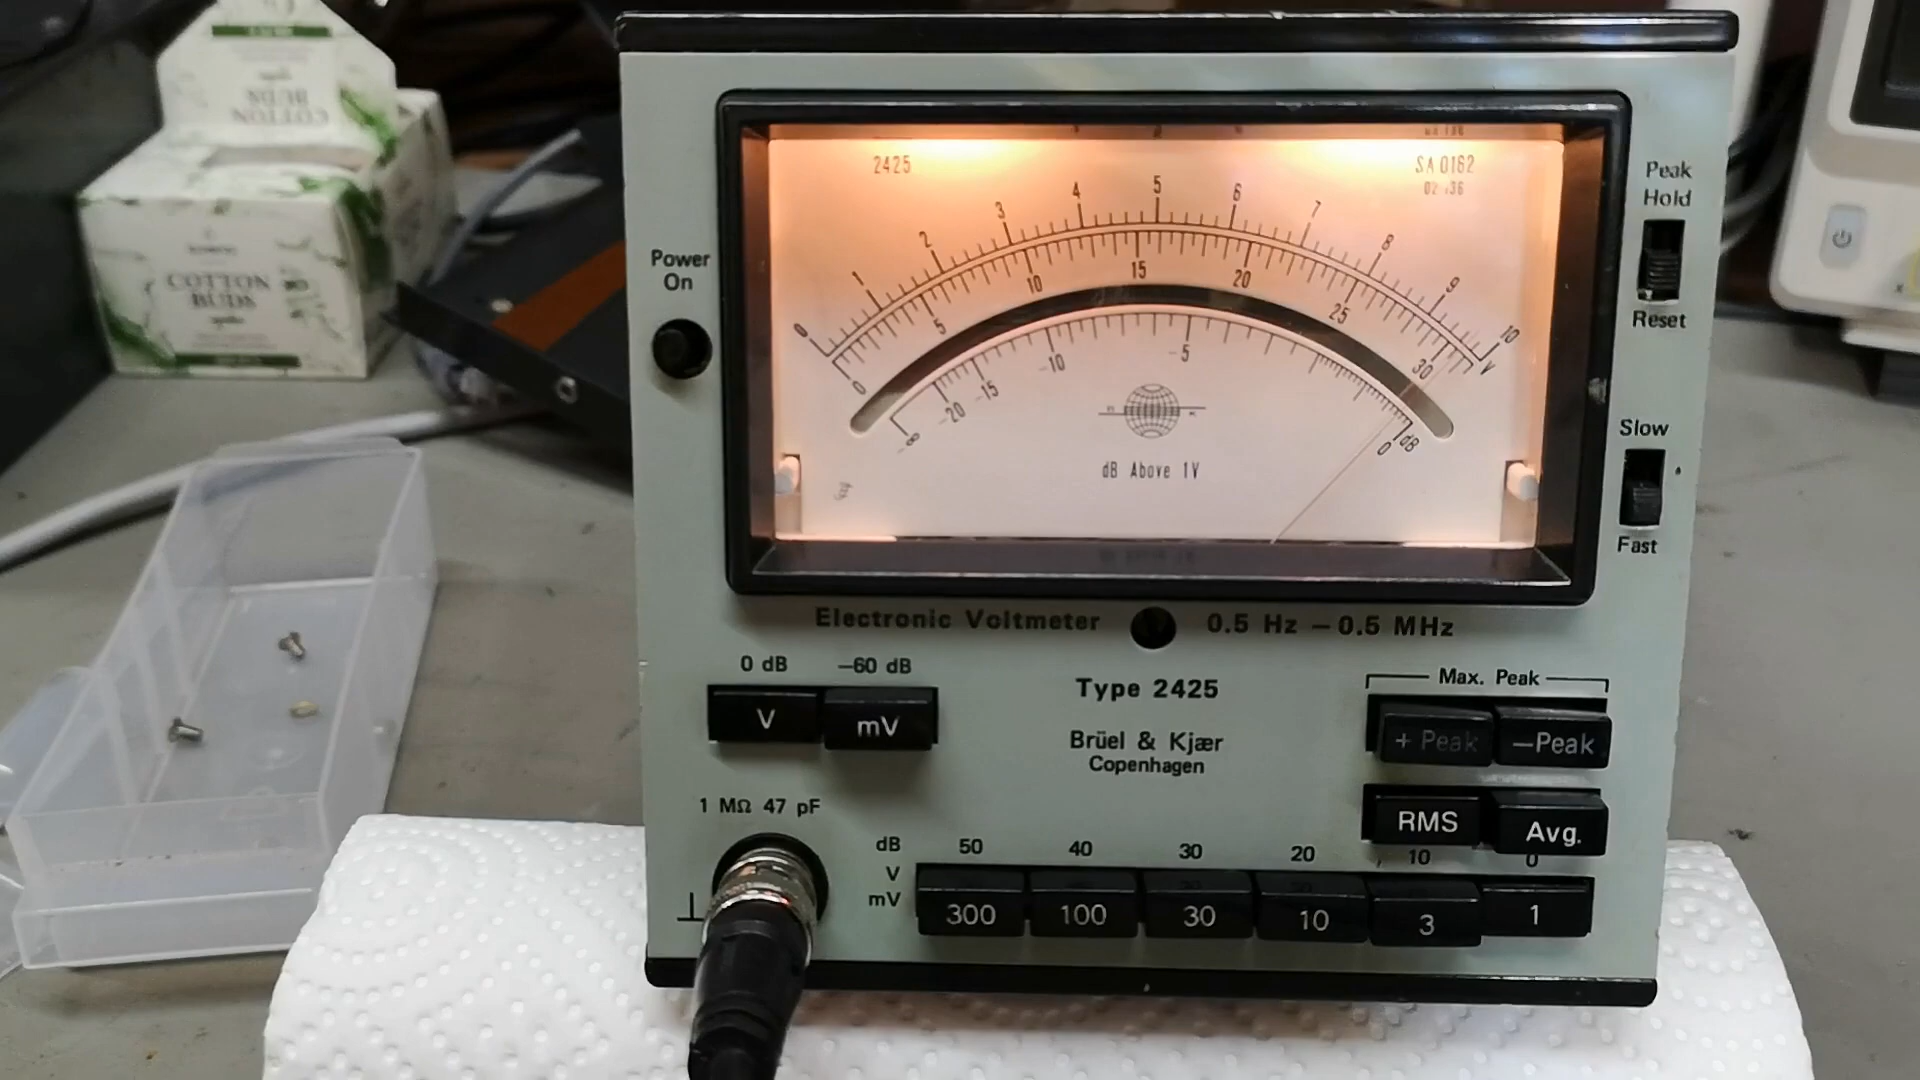 COTTON
BUDS
COTTON
BUDS
2425
SA 0162
0 1 2 3 4 5 6 7 8 9 10 V
0 5 10 15 20 25 30
-∞ -20 -15 -10 -5 0 dB
dB Above 1V
Power
On
Peak
Hold
Reset
Slow
Fast
Electronic Voltmeter 0.5 Hz – 0.5 MHz
0 dB –60 dB
V mV
Type 2425
Brüel & Kjær
Copenhagen
Max. Peak
+ Peak –Peak
RMS Avg.
1 MΩ 47 pF
dB 50 40 30 20 10 0
V
mV
300 100 30 10 3 1